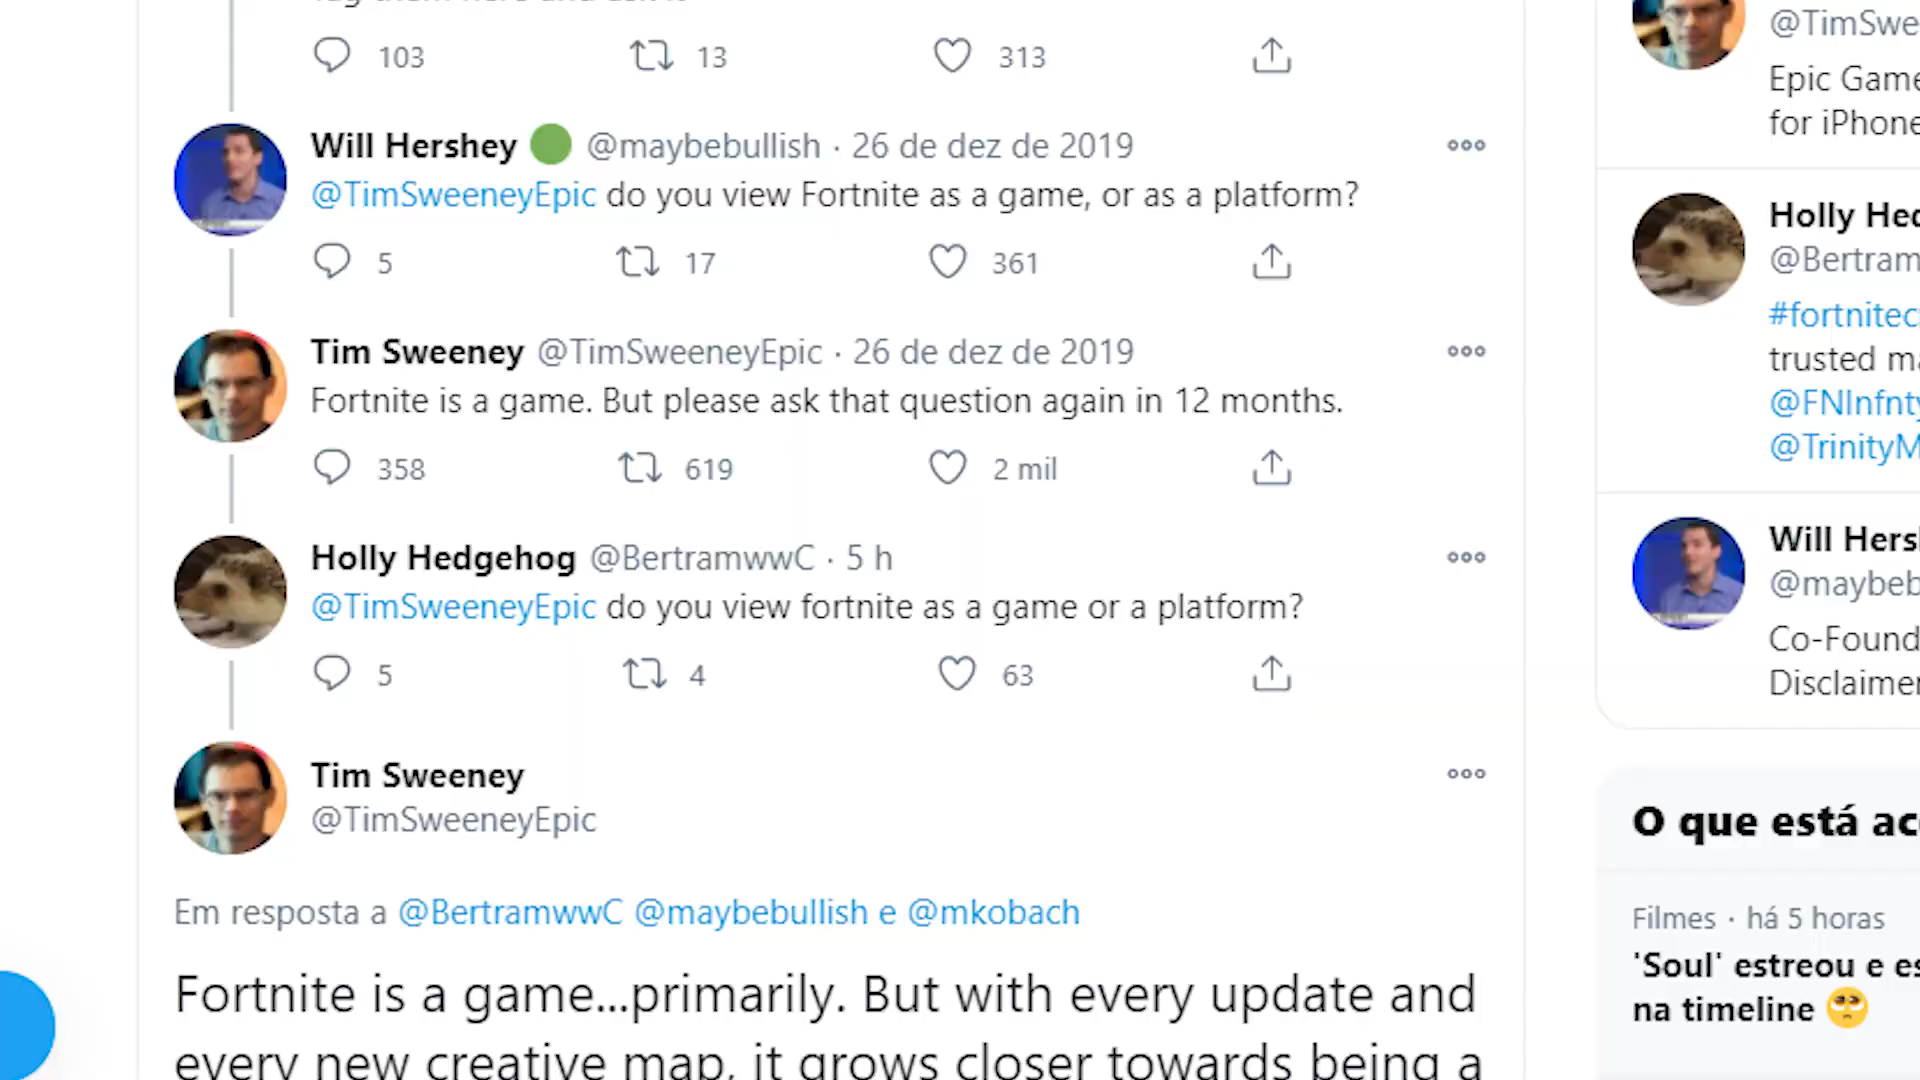 103 13 313
Will Hershey @maybebullish · 26 de dez de 2019
@TimSweeneyEpic do you view Fortnite as a game, or as a platform?
5 17 361
Tim Sweeney @TimSweeneyEpic · 26 de dez de 2019
Fortnite is a game. But please ask that question again in 12 months.
358 619 2 mil
Holly Hedgehog @BertramwwC · 5 h
@TimSweeneyEpic do you view fortnite as a game or a platform?
5 4 63
Tim Sweeney
@TimSweeneyEpic
Em resposta a @BertramwwC @maybebullish e @mkobach
Fortnite is a game...primarily. But with every update and
every new creative map, it grows closer towards being a
@TimSwe
Epic Game
for iPhone
Holly Hed
@Bertram
#fortnitec
trusted ma
@FNInfnty
@TrinityM
Will Hersh
@mayбeb
Co-Found
Disclaimer
O que está ac
Filmes · há 5 horas
'Soul' estreou e es
na timeline 🥺